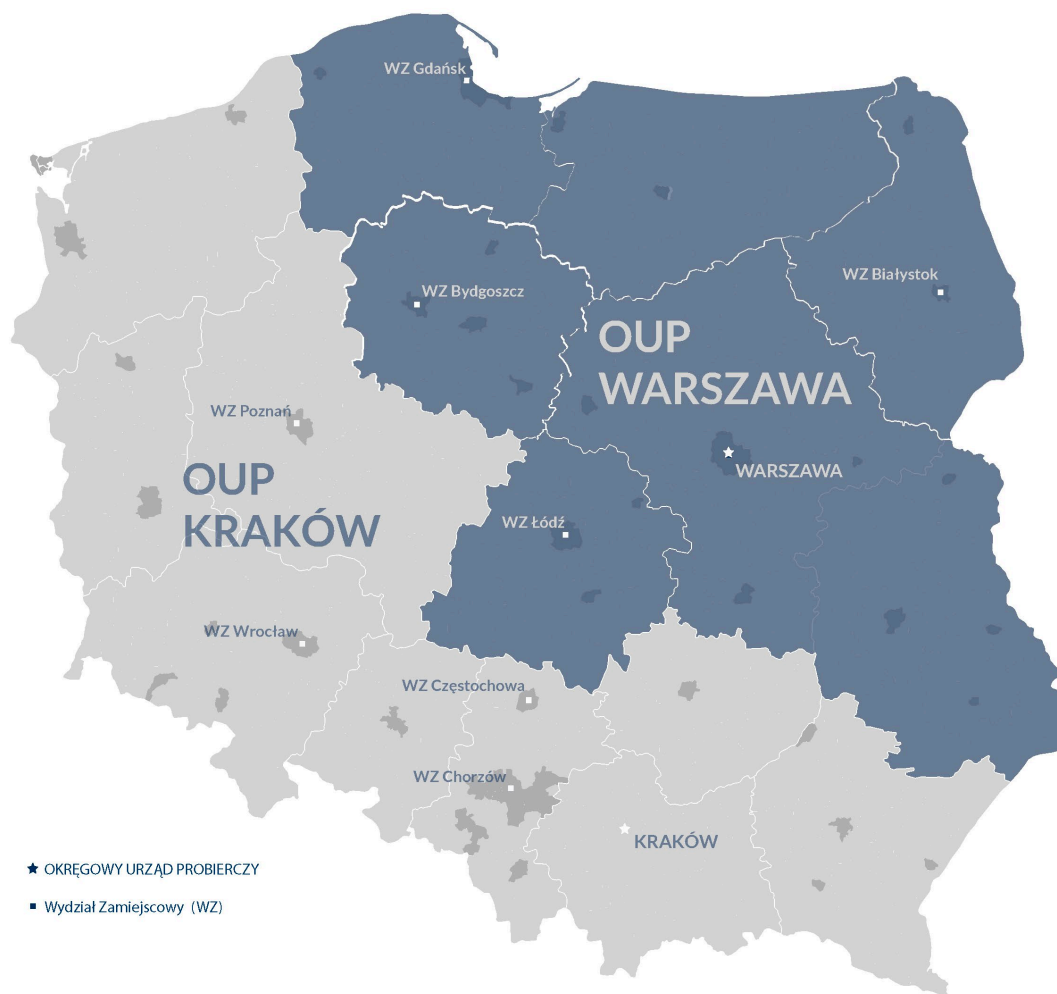 WZ Gdańsk
WZ Białystok
WZ Bydgoszcz
OUP
WARSZAWA
WZ Poznań
WARSZAWA
OUP
KRAKÓW
WZ Łódź
WZ Wrocław
WZ Częstochowa
WZ Chorzów
KRAKÓW
OKRĘGOWY URZĄD PROBIERCZY
Wydział Zamiejscowy (WZ)